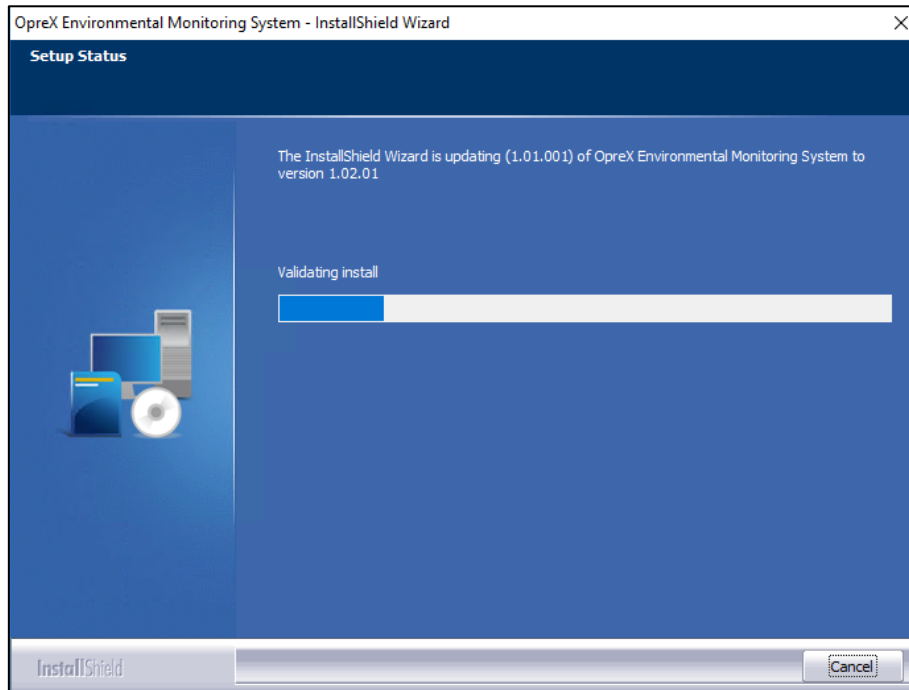 OpreX Environmental Monitoring System - InstallShield Wizard
Setup Status
The InstallShield Wizard is updating (1.01.001) of OpreX Environmental Monitoring System to
version 1.02.01
Validating install
InstallShield
Cancel